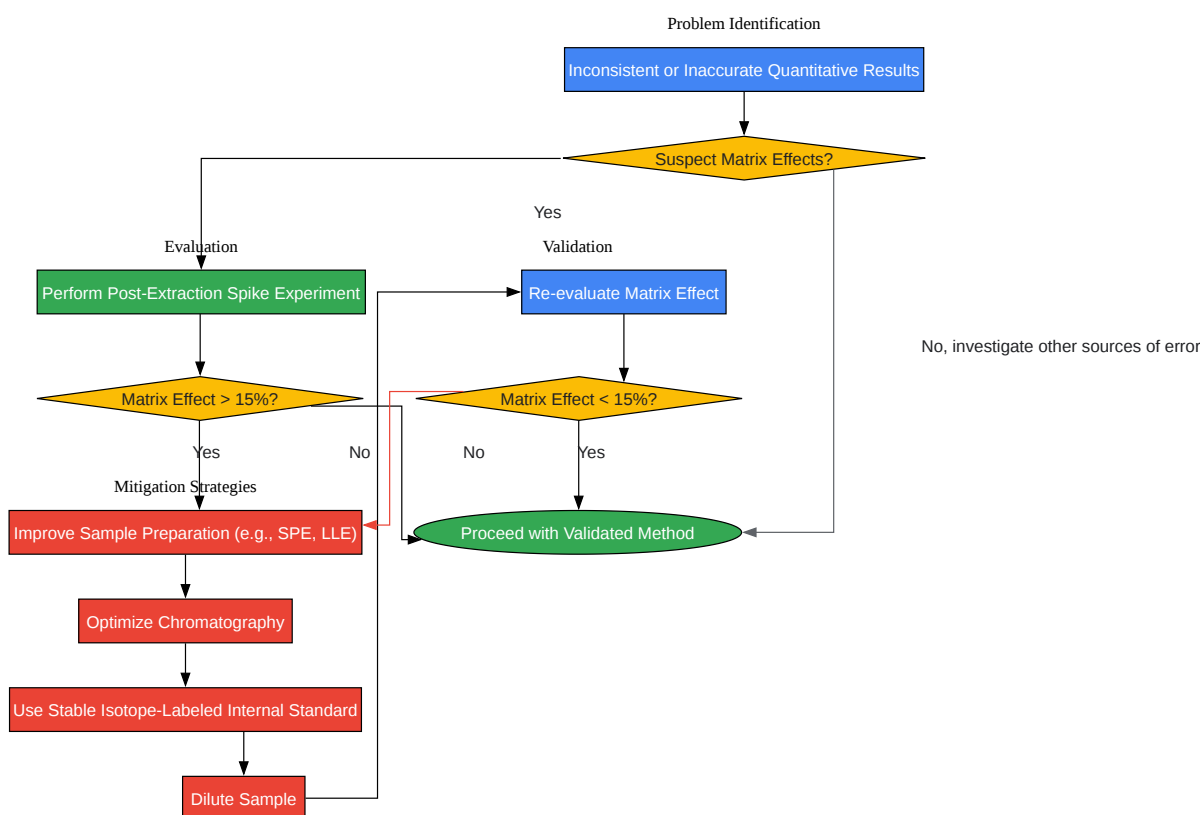 Problem Identification
Inconsistent or Inaccurate Quantitative Results
Suspect Matrix Effects?
Yes
Evaluation
Validation
Perform Post-Extraction Spike Experiment
Re-evaluate Matrix Effect
No, investigate other sources of error
Matrix Effect > 15%?
Matrix Effect < 15%?
Yes
No
No
Yes
Mitigation Strategies
Improve Sample Preparation (e.g., SPE, LLE)
Proceed with Validated Method
Optimize Chromatography
Use Stable Isotope-Labeled Internal Standard
Dilute Sample